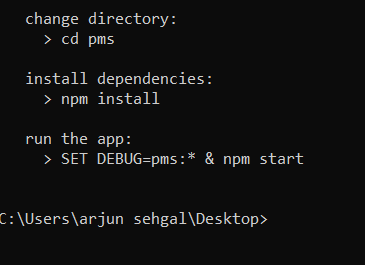 change directory:
> cd pms
install dependencies:
> npm install
run the app:
> SET DEBUG=pms:* & npm start
C:\Users\arjun sehgal\Desktop>